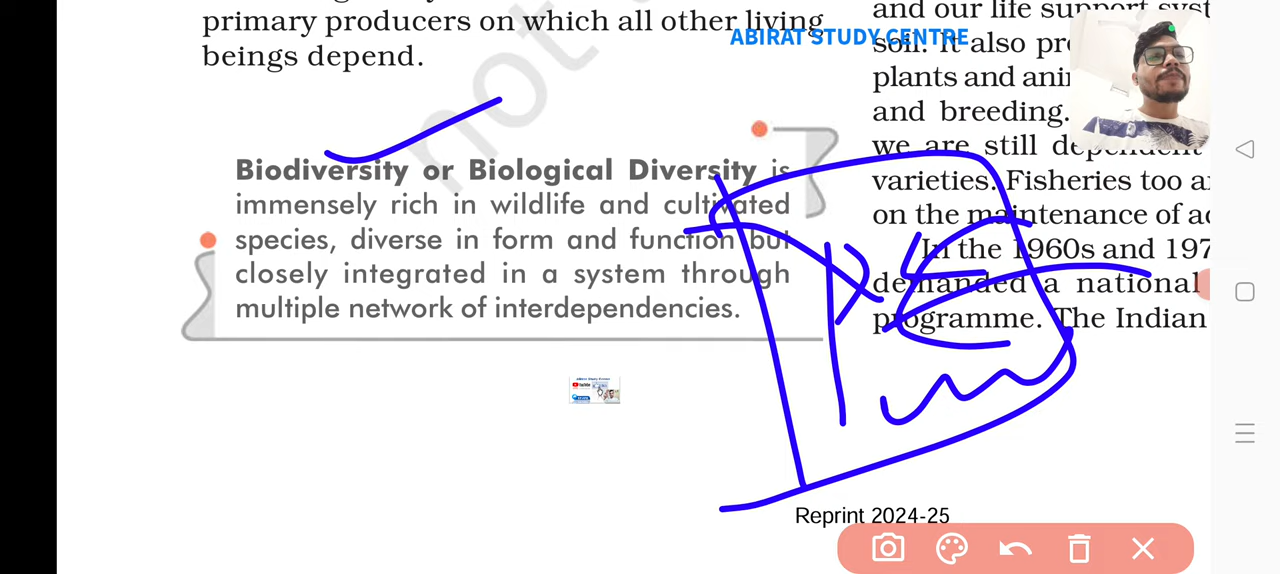 primary producers on which all other living
beings depend.
Biodiversity or Biological Diversity is
immensely rich in wildlife and cultivated
species, diverse in form and function but
closely integrated in a system through
multiple network of interdependencies.
ABIRAT STUDY CENTRE
and our life support syst
soil. It also pr
plants and ani
and breeding.
we are still dependent
varieties. Fisheries too a
on the maintenance of
In the 1960s and 197
demanded a national
programme. The Indian
not
Reprint 2024-25